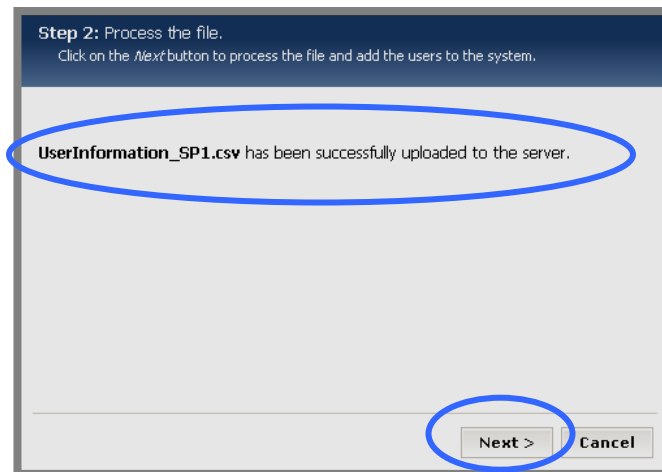 Step 2: Process the file.
Click on the Next button to process the file and add the users to the system.
UserInformation_SP1.csv has been successfully uploaded to the server.
Next >
Cancel